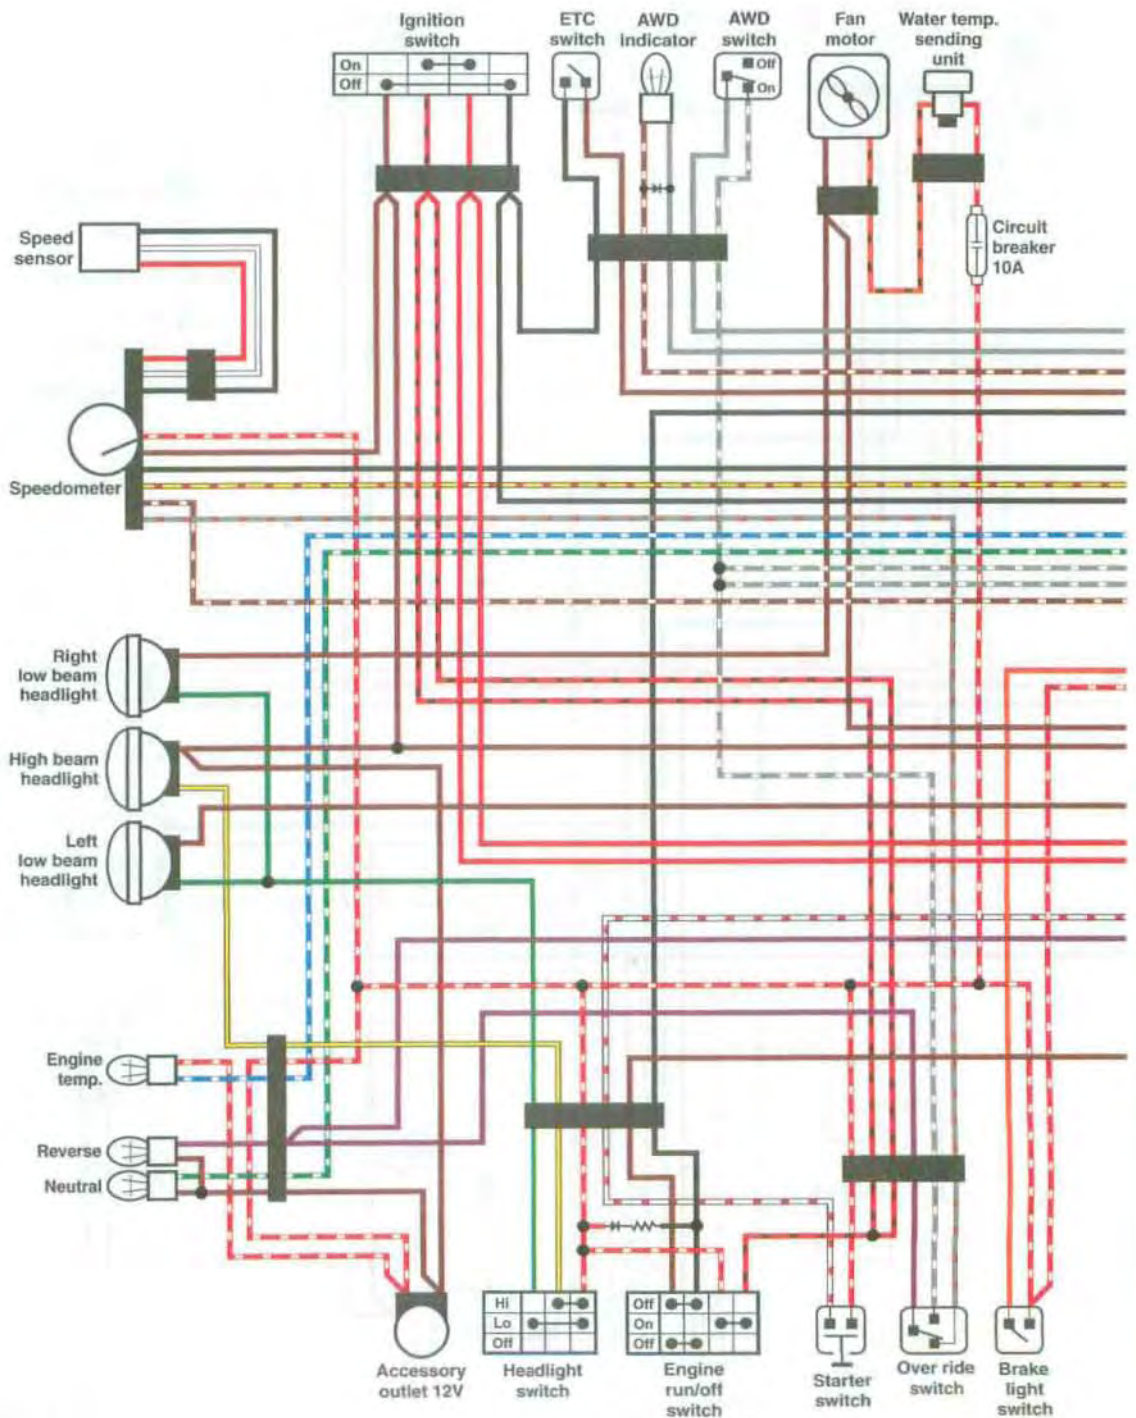 Ignition
switch
ETC
switch
AWD
indicator
AWD
switch
Fan
motor
Water temp.
sending
unit
On
Off
Off
On
Speed
sensor
Circuit
breaker
10A
Speedometer
Right
low beam
headlight
High beam
headlight
Left
low beam
headlight
Engine
temp.
Reverse
Neutral
Hi
Lo
Off
Off
On
Off
Accessory
outlet 12V
Headlight
switch
Engine
run/off
switch
Starter
switch
Over ride
switch
Brake
light
switch